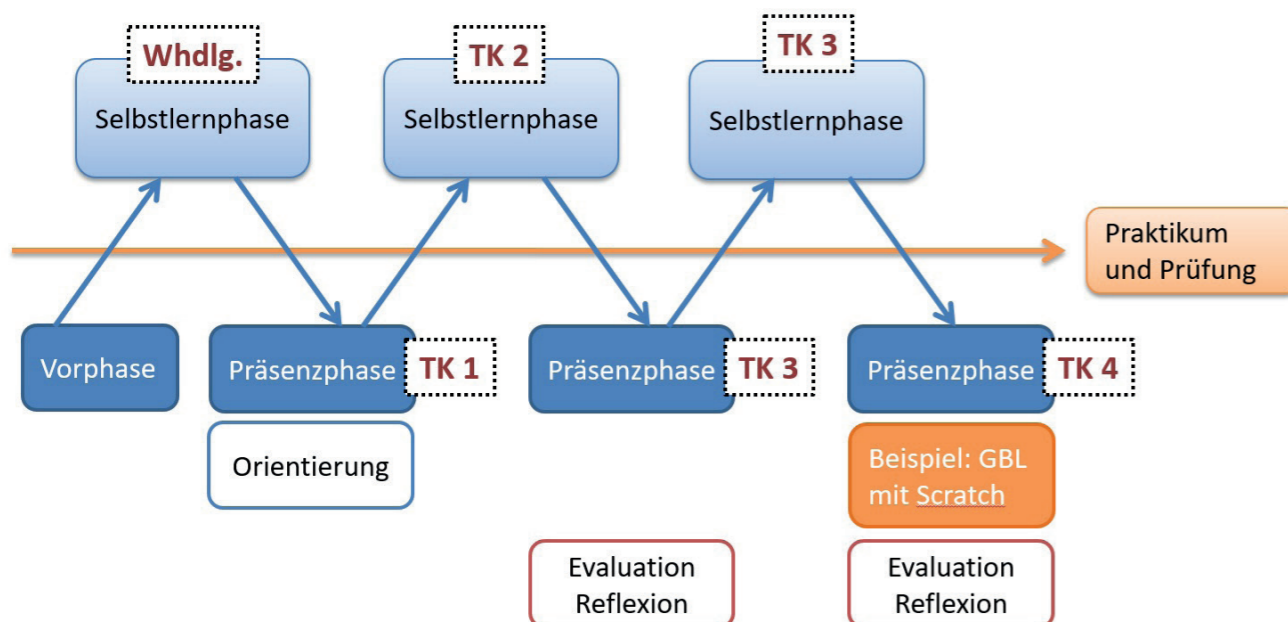 Whdlg.
Selbstlernphase
TK 2
Selbstlernphase
TK 3
Selbstlernphase
Praktikum
und Prüfung
Vorphase
Präsenzphase
TK 1
Präsenzphase
TK 3
Präsenzphase
TK 4
Orientierung
Beispiel: GBL
mit Scratch
Evaluation
Reflexion
Evaluation
Reflexion